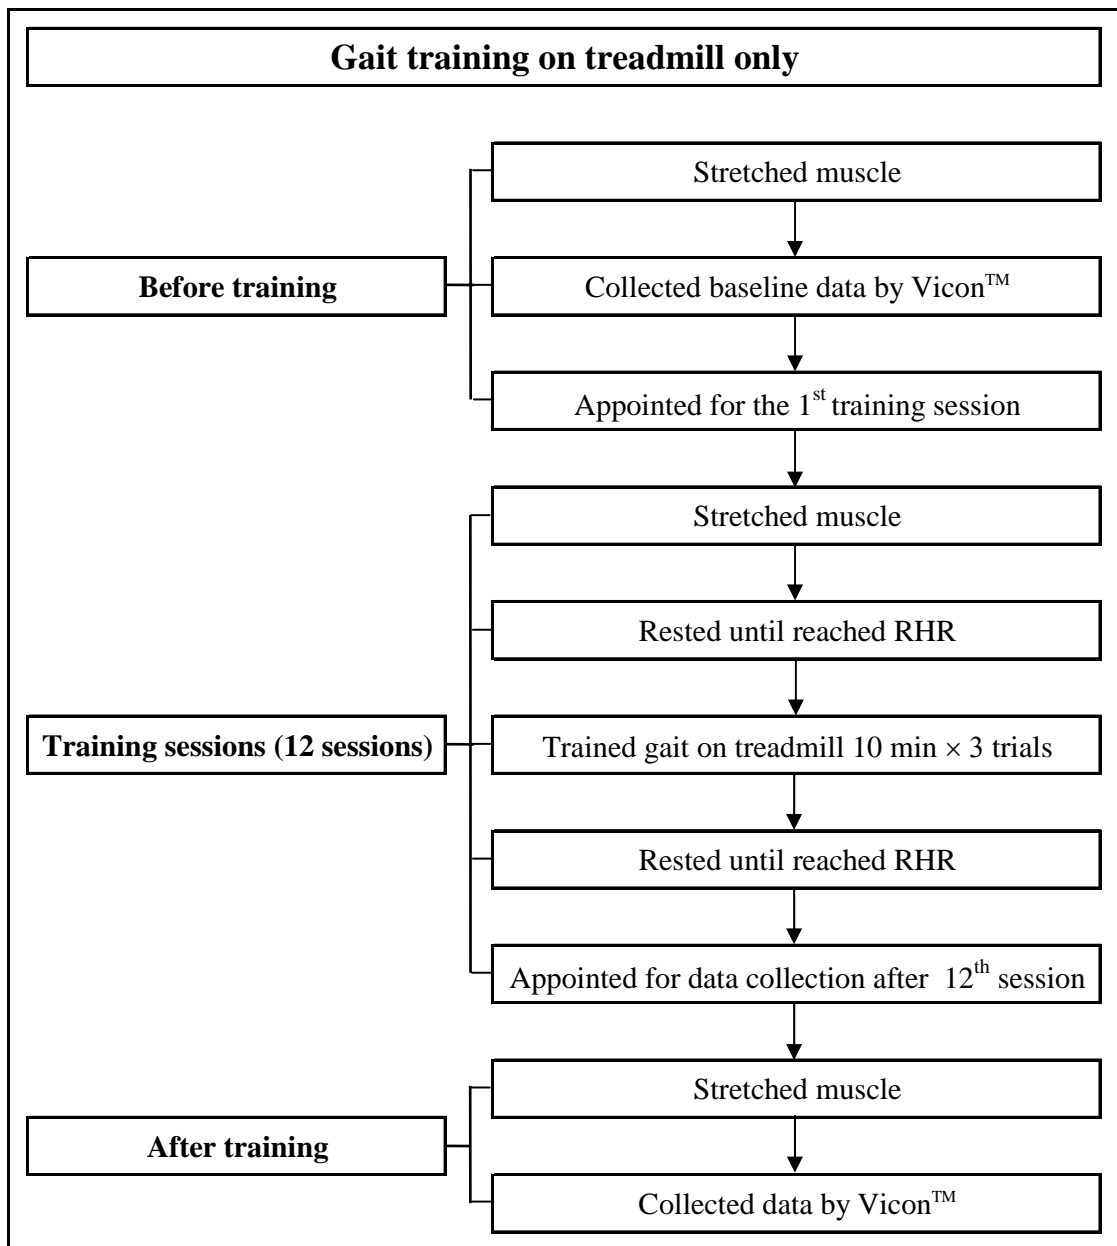 Gait training on treadmill only
Stretched muscle
Before training
Collected baseline data by Vicon™
Appointed for the 1st training session
Stretched muscle
Rested until reached RHR
Training sessions (12 sessions)
Trained gait on treadmill 10 min × 3 trials
Rested until reached RHR
Appointed for data collection after 12th session
Stretched muscle
After training
Collected data by Vicon™